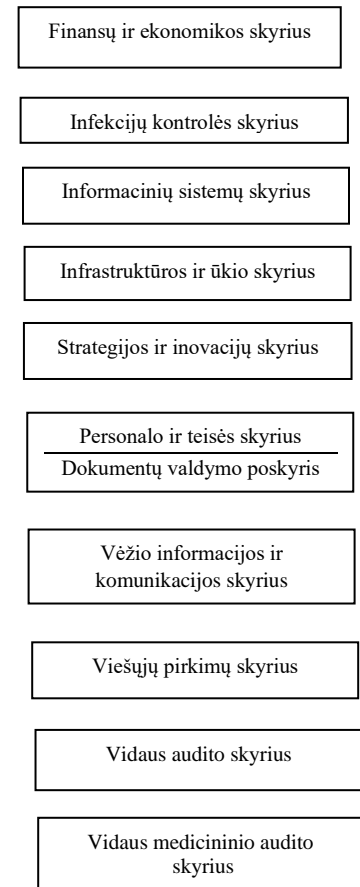 Finansų ir ekonomikos skyrius
Infekcijų kontrolės skyrius
Informacinių sistemų skyrius
Infrastruktūros ir ūkio skyrius
Strategijos ir inovacijų skyrius
Personalo ir teisės skyrius
Dokumentų valdymo poskyris
Vėžio informacijos ir
komunikacijos skyrius
Viešųjų pirkimų skyrius
Vidaus audito skyrius
Vidaus medicininio audito
skyrius